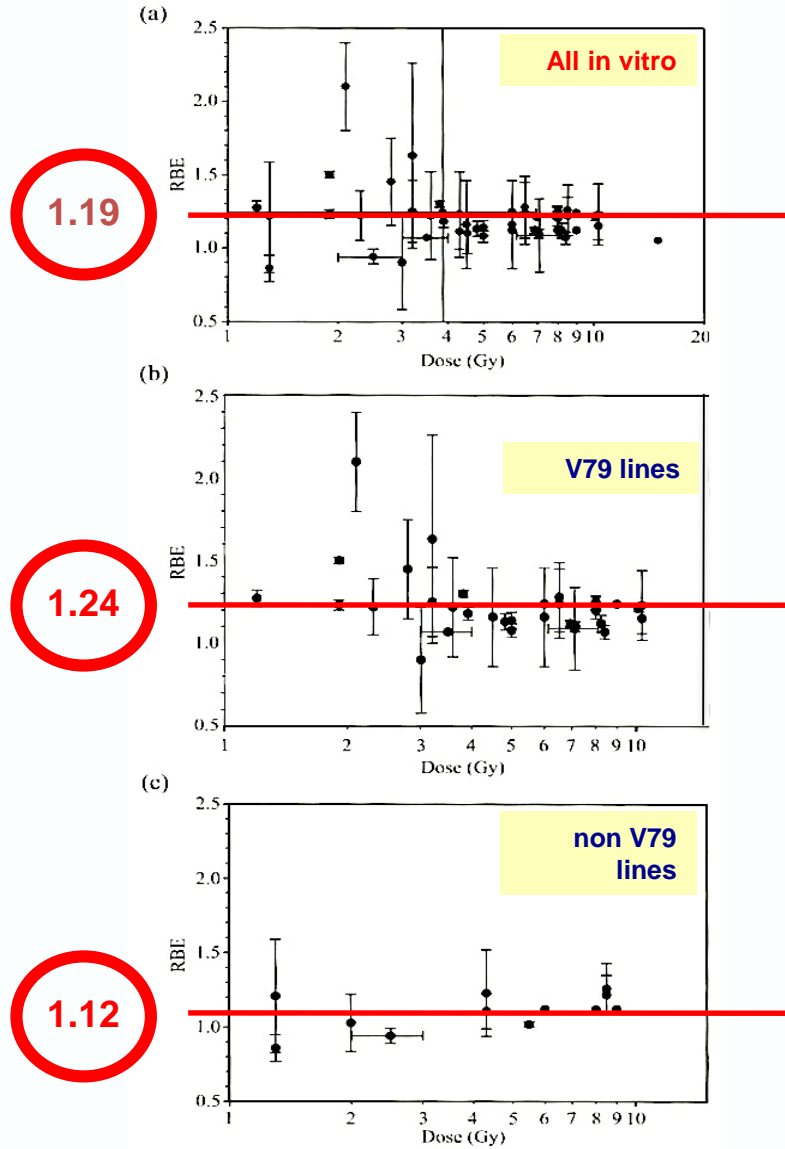 (a)
All in vitro
2.5
2.0
1.5
1.0
0.5
RBE
1.19
1 2 3 4 5 6 7 8 9 10 20
Dose (Gy)
(b)
V79 lines
2.5
2.0
1.5
1.0
0.5
RBE
1.24
1 2 3 4 5 6 7 8 9 10
Dose (Gy)
(c)
non V79
lines
2.5
2.0
1.5
1.0
0.5
RBE
1.12
1 2 3 4 5 6 7 8 9 10
Dose (Gy)